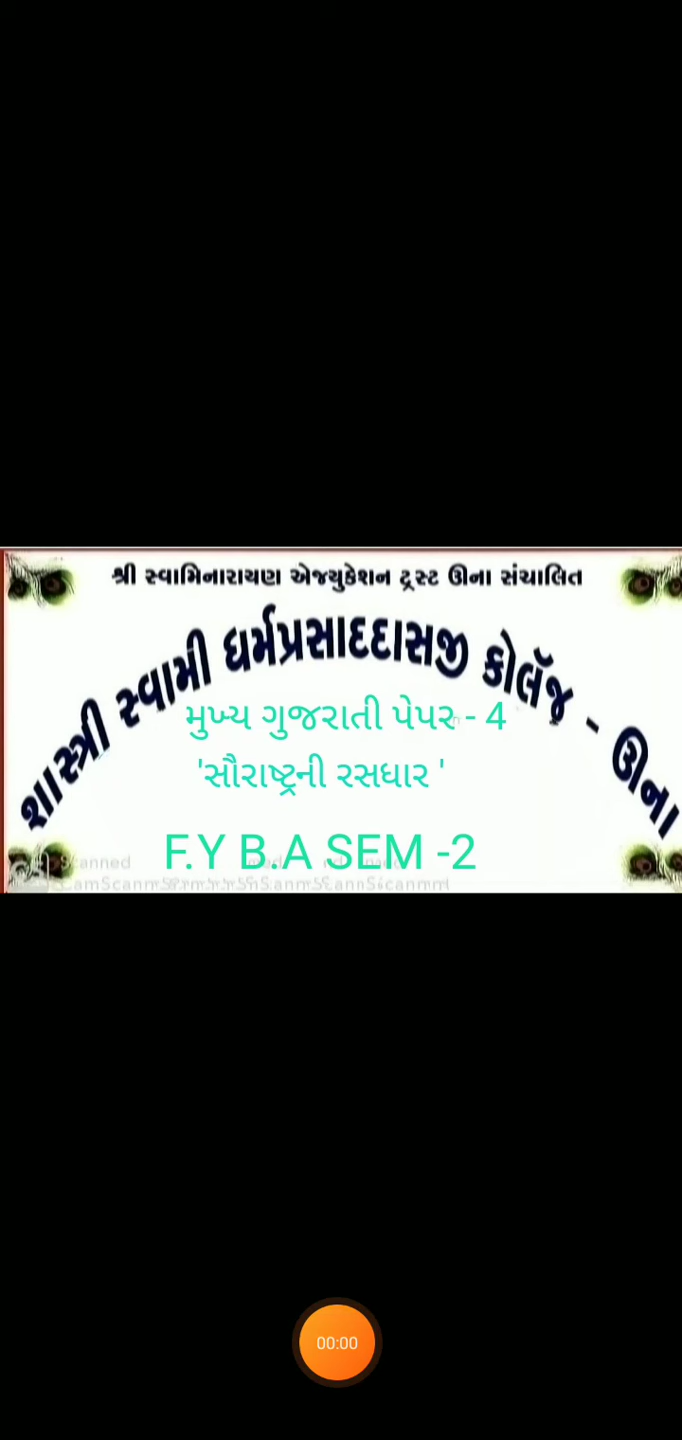 શ્રી સ્વામિનારાયણ એજ્યુકેશન ટ્રસ્ટ ઊના સંચાલિત
શાસ્ત્રી સ્વામી ધર્મપ્રસાદદાસજી કોલૅજ - ઊના
મુખ્ય ગુજરાતી પેપર - 4
'સૌરાષ્ટ્રની રસધાર '
F.Y B.A SEM -2
00:00